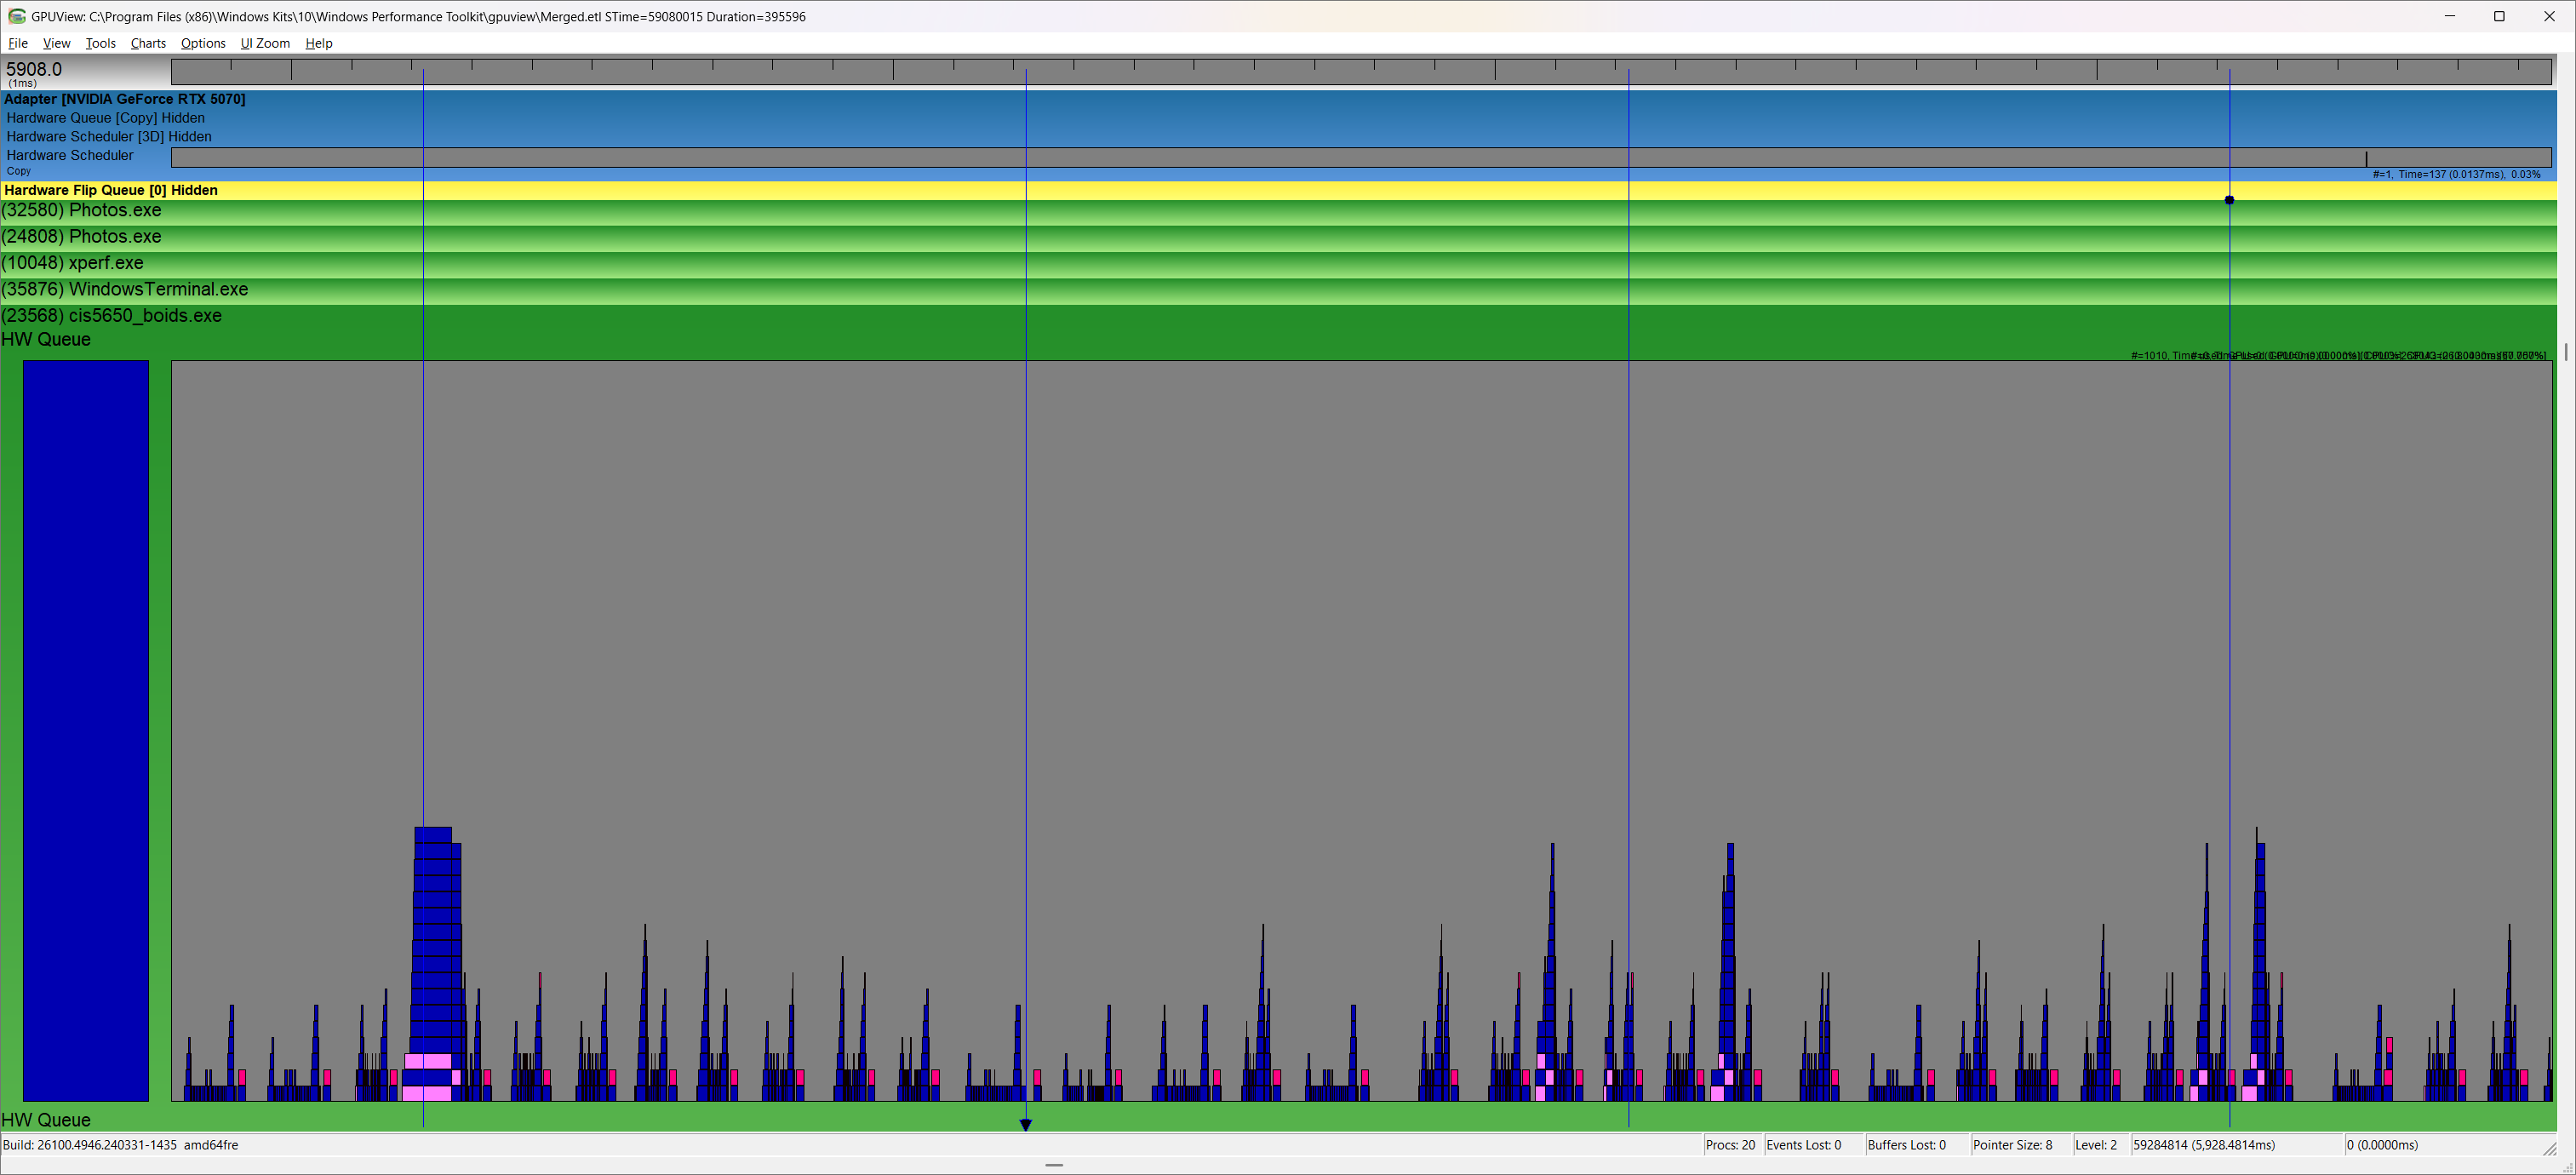 GPUView: C:\Program Files (x86)\Windows Kits\10\Windows Performance Toolkit\gpuview\Merged.etl STime=59080015 Duration=395596
File View Tools Charts Options UI Zoom Help
5908.0
(1ms)
Adapter [NVIDIA GeForce RTX 5070]
Hardware Queue [Copy] Hidden
Hardware Scheduler [3D] Hidden
Hardware Scheduler
Copy
#=1, Time=137 (0.0137ms), 0.03%
Hardware Flip Queue [0] Hidden
(32580) Photos.exe
(24808) Photos.exe
(10048) xperf.exe
(35876) WindowsTerminal.exe
(23568) cis5650_boids.exe
HW Queue
#=1010,
HW Queue
Build: 26100.4946.240331-1435 amd64fre
Procs: 20
Events Lost: 0
Buffers Lost: 0
Pointer Size: 8
Level: 2
59284814 (5,928.4814ms)
0 (0.0000ms)